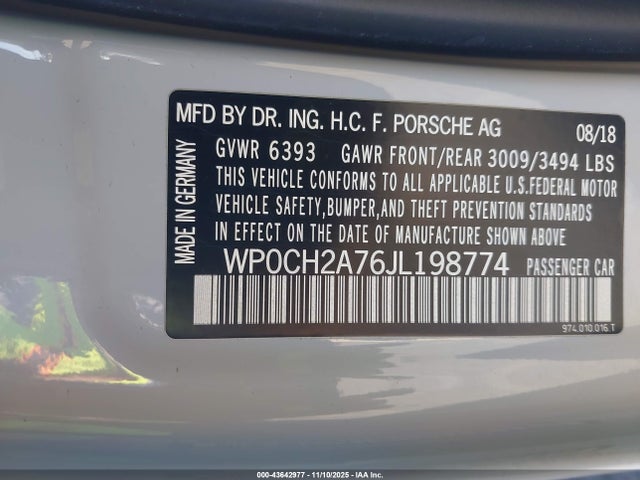 MFD BY DR. ING. H.C. F. PORSCHE AG 08/18
GVWR 6393 GAWR FRONT/REAR 3009/3494 LBS
THIS VEHICLE CONFORMS TO ALL APPLICABLE U.S.FEDERAL MOTOR
VEHICLE SAFETY,BUMPER,AND THEFT PREVENTION STANDARDS
IN EFFECT ON THE DATE OF MANUFACTURE SHOWN ABOVE.
MADE IN GERMANY
WP0CH2A76JL198774 PASSENGER CAR
974.010.016.T
000-43642977 - 11/10/2025 - IAA Inc.